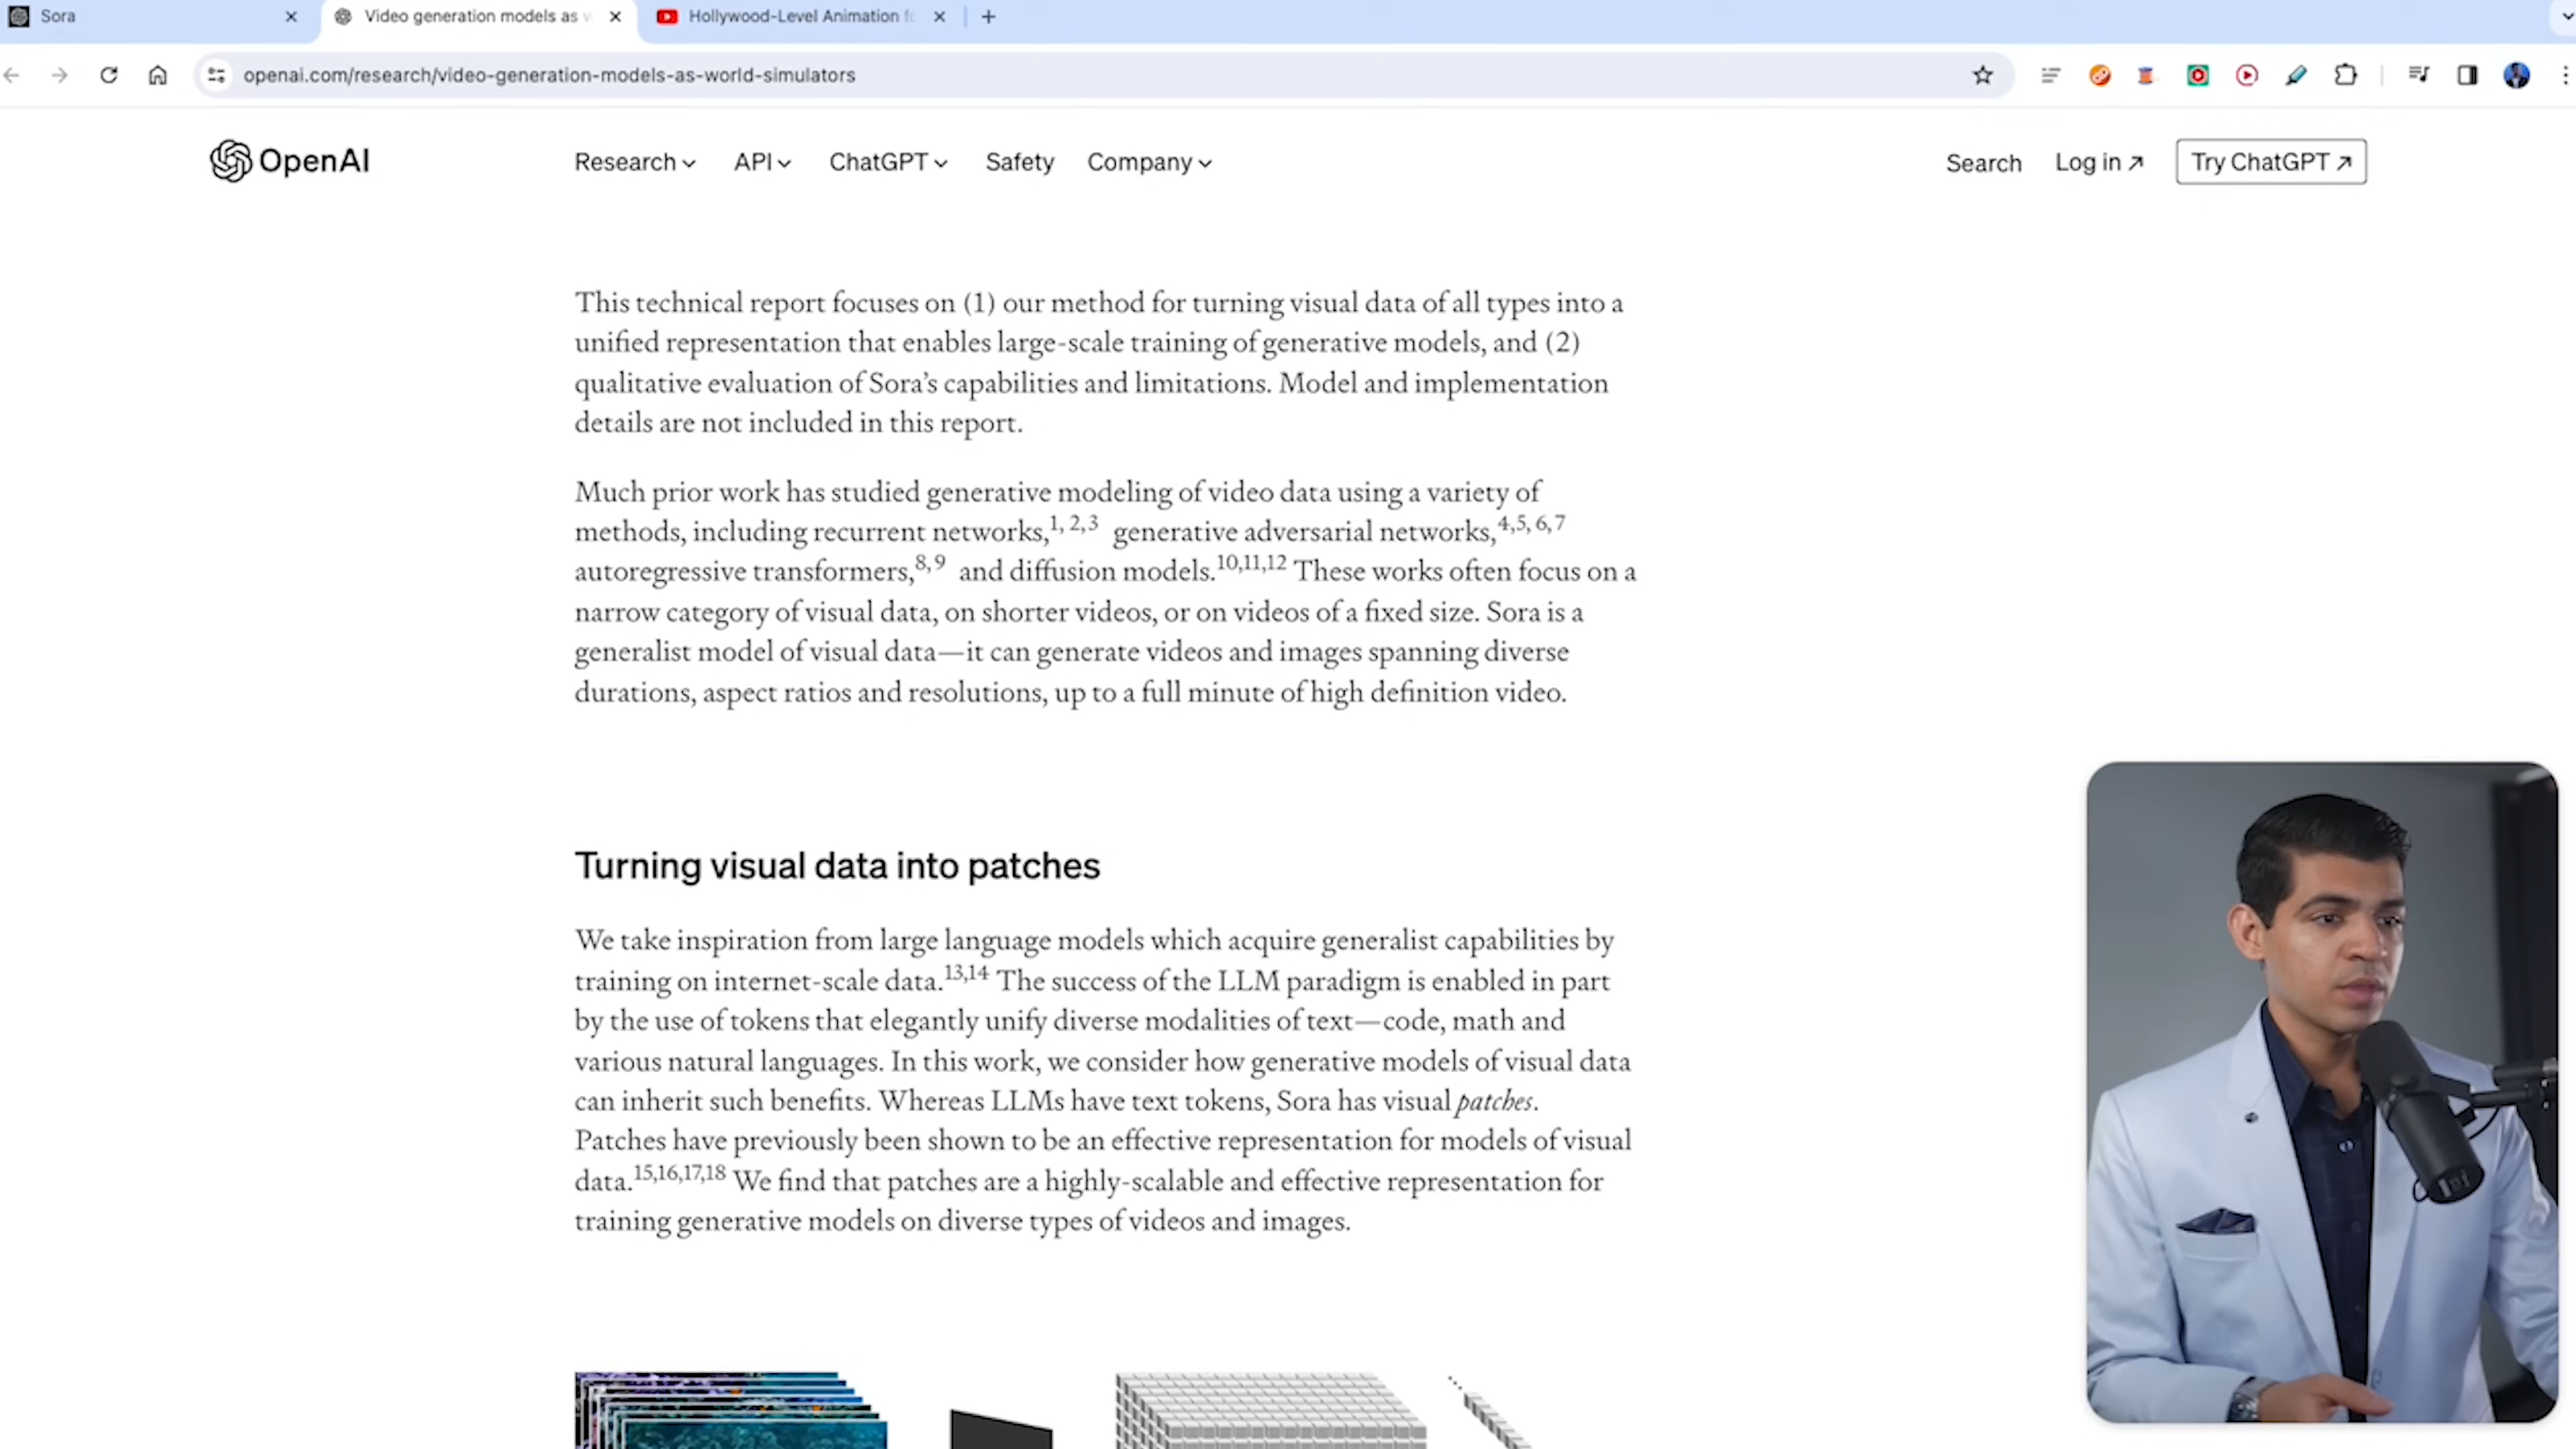 Sora
Video generation models as w
Hollywood-Level Animation fo
openai.com/research/video-generation-models-as-world-simulators
OpenAI
Research
API
ChatGPT
Safety
Company
Search
Log in ↗
Try ChatGPT ↗
This technical report focuses on (1) our method for turning visual data of all types into a
unified representation that enables large-scale training of generative models, and (2)
qualitative evaluation of Sora’s capabilities and limitations. Model and implementation
details are not included in this report.
Much prior work has studied generative modeling of video data using a variety of
methods, including recurrent networks,1, 2,3 generative adversarial networks,4,5, 6,7
autoregressive transformers,8,9 and diffusion models.10,11,12 These works often focus on a
narrow category of visual data, on shorter videos, or on videos of a fixed size. Sora is a
generalist model of visual data—it can generate videos and images spanning diverse
durations, aspect ratios and resolutions, up to a full minute of high definition video.
Turning visual data into patches
We take inspiration from large language models which acquire generalist capabilities by
training on internet-scale data.13,14 The success of the LLM paradigm is enabled in part
by the use of tokens that elegantly unify diverse modalities of text—code, math and
various natural languages. In this work, we consider how generative models of visual data
can inherit such benefits. Whereas LLMs have text tokens, Sora has visual patches.
Patches have previously been shown to be an effective representation for models of visual
data.15,16,17,18 We find that patches are a highly-scalable and effective representation for
training generative models on diverse types of videos and images.